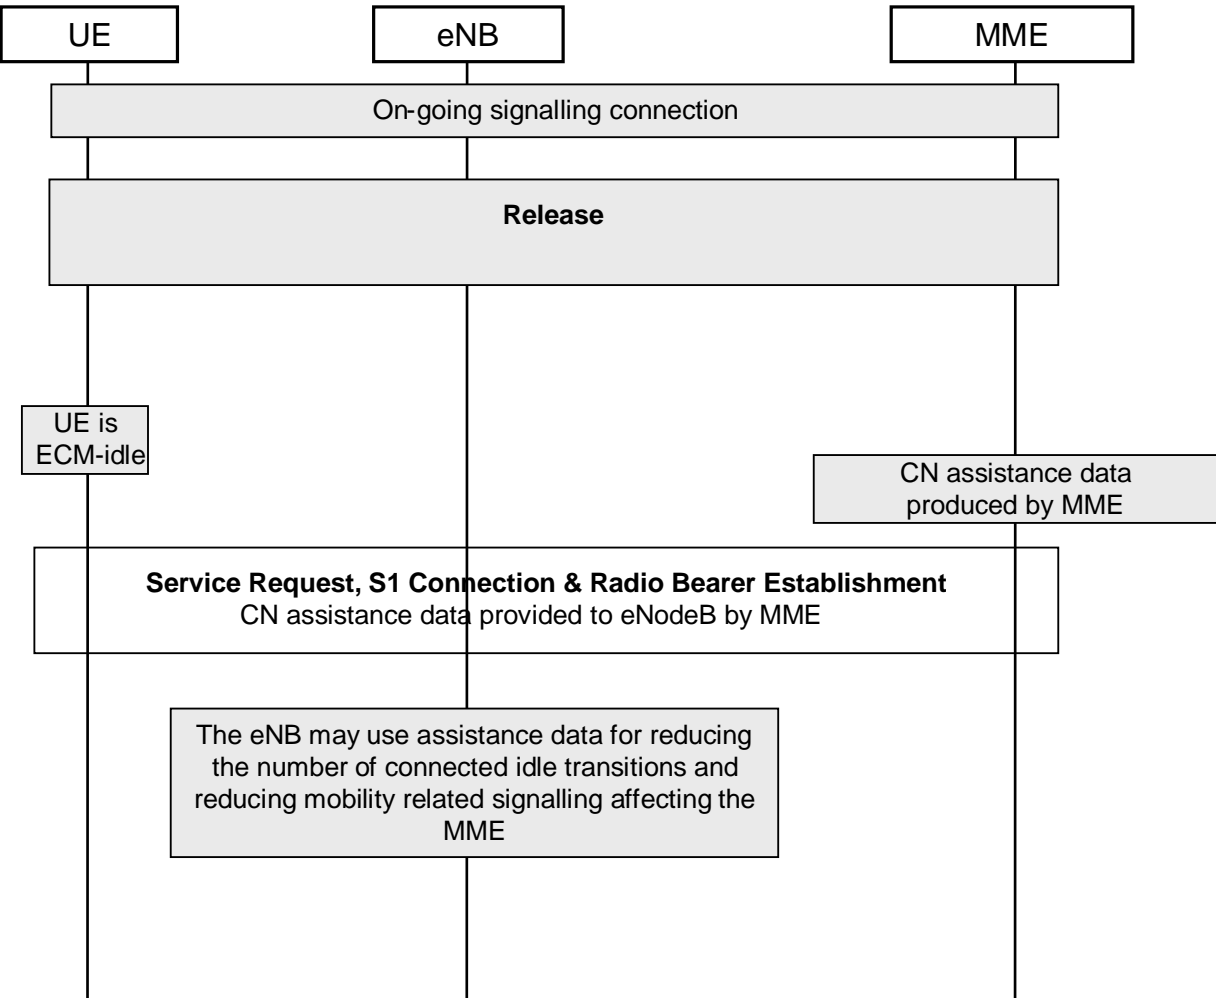 UE
eNB
MME
On-going signalling connection
Release
UE is
ECM-idle
CN assistance data
produced by MME
Service Request, S1 Connection & Radio Bearer Establishment
CN assistance data provided to eNodeB by MME
The eNB may use assistance data for reducing
the number of connected idle transitions and
reducing mobility related signalling affecting the
MME